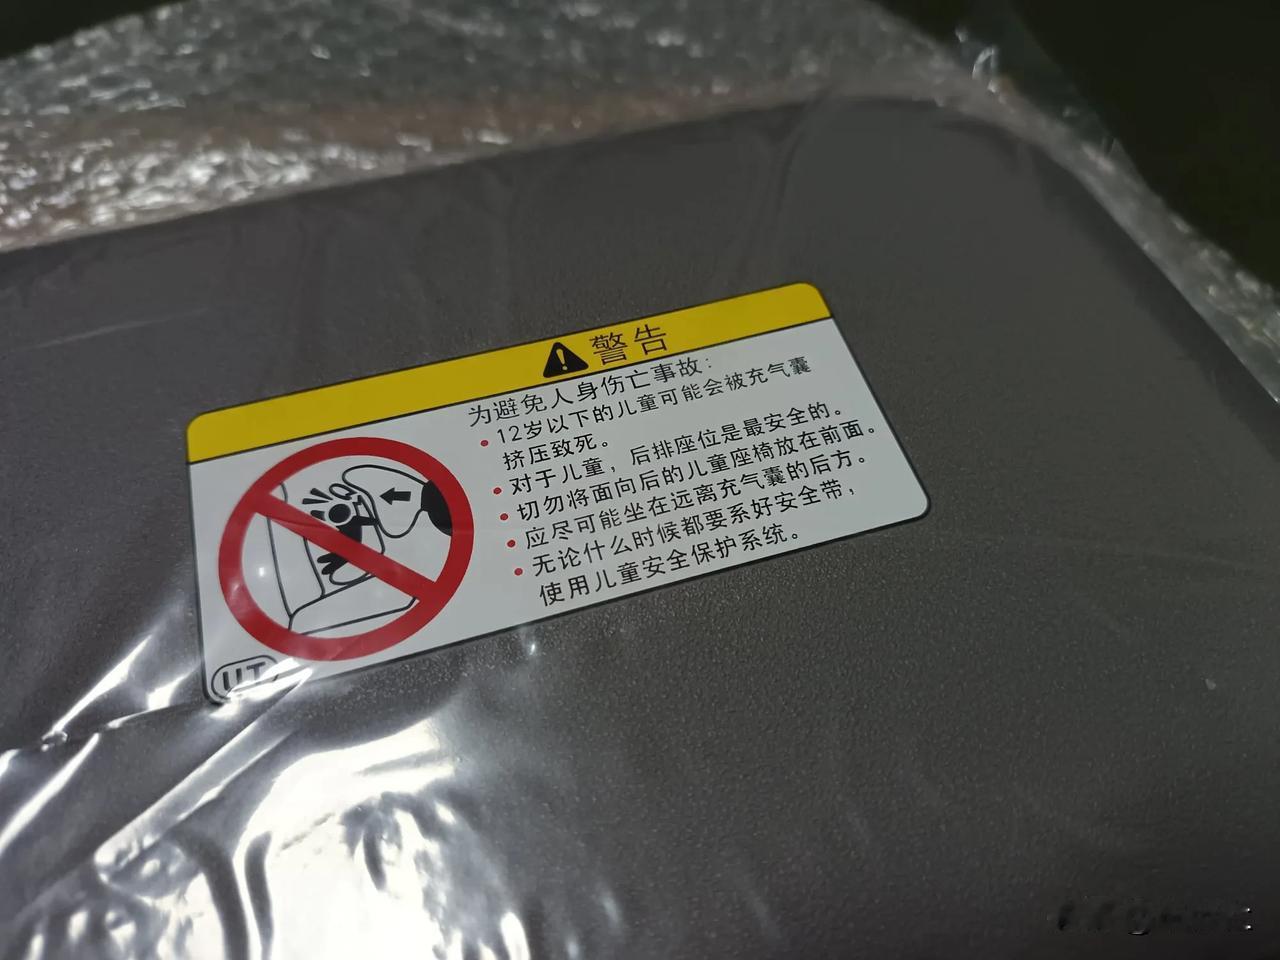 警告
为避免人身伤亡事故：
•12岁以下的儿童可能会被充气囊
挤压致死。
•对于儿童，后排座位是最安全的。
•切勿将面向后的儿童座椅放在前面。
•应尽可能坐在远离充气囊的后方。
•无论什么时候都要系好安全带，
使用儿童安全保护系统。
UT